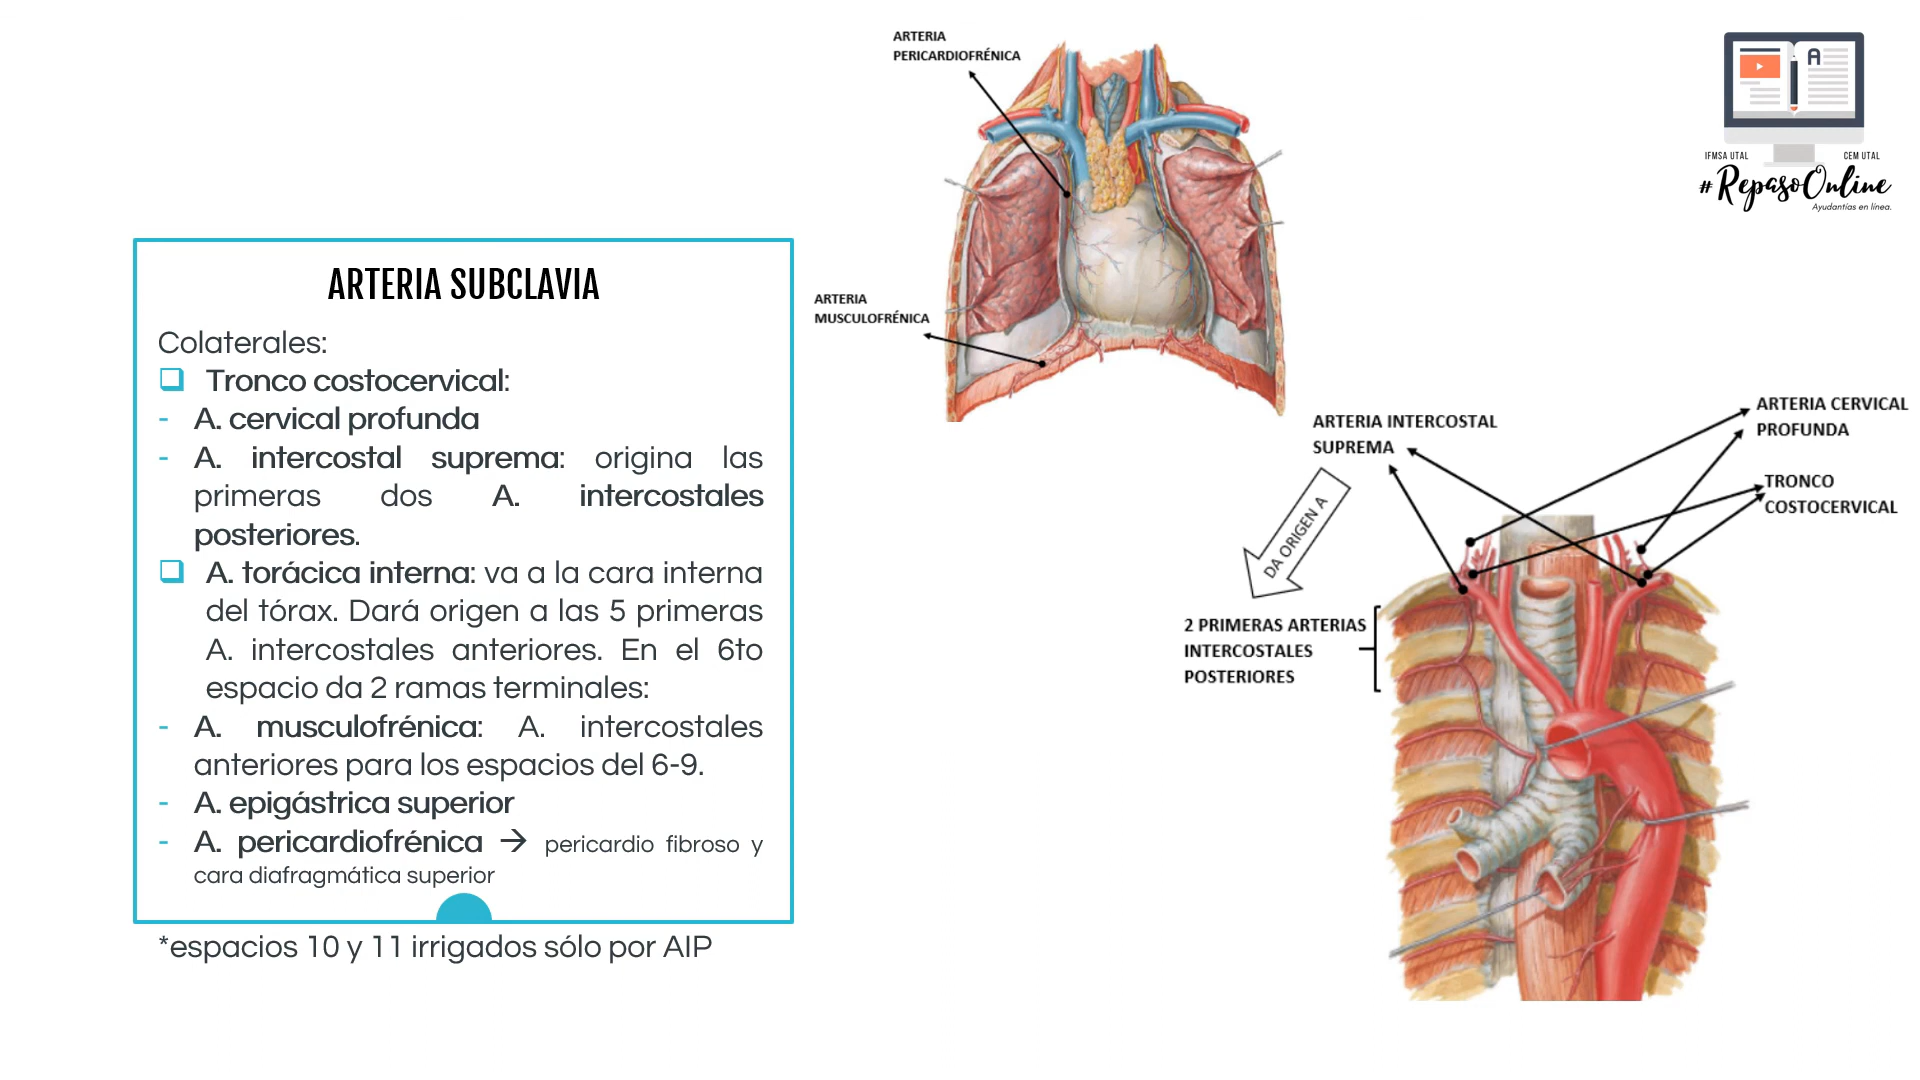 ARTERIA SUBCLAVIA
Colaterales:
❑ Tronco costocervical:
- A. cervical profunda
- A. intercostal suprema: origina las
primeras dos A. intercostales
posteriores.
❑ A. torácica interna: va a la cara interna
del tórax. Dará origen a las 5 primeras
A. intercostales anteriores. En el 6to
espacio da 2 ramas terminales:
- A. musculofrénica: A. intercostales
anteriores para los espacios del 6-9.
- A. epigástrica superior
- A. pericardiofrénica → pericardio fibroso y
cara diafragmática superior
*espacios 10 y 11 irrigados sólo por AIP
ARTERIA
PERICARDIOFRÉNICA
ARTERIA
MUSCULOFRÉNICA
ARTERIA INTERCOSTAL
SUPREMA
DA ORIGEN A
2 PRIMERAS ARTERIAS
INTERCOSTALES
POSTERIORES
ARTERIA CERVICAL
PROFUNDA
TRONCO
COSTOCERVICAL
A
IFMSA UTAL
CEM UTAL
#RepasoOnline
Ayudantías en línea.